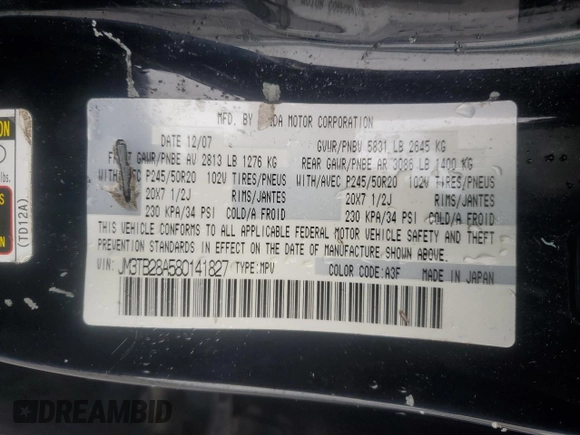 MFD. BY MAZDA MOTOR CORPORATION
DATE 12/07 GVWR/PNBV 5831 LB 2645 KG
FRONT GAWR/PNBE AV 2813 LB 1276 KG REAR GAWR/PNBE AR 3086 LB 1400 KG
WITH/AVEC P245/50R20 102V TIRES/PNEUS WITH/AVEC P245/50R20 102V TIRES/PNEUS
20X7 1/2J RIMS/JANTES 20X7 1/2J RIMS/JANTES
230 KPA/34 PSI COLD/A FROID 230 KPA/34 PSI COLD/A FROID
THIS VEHICLE CONFORMS TO ALL APPLICABLE FEDERAL MOTOR VEHICLE SAFETY AND THEFT
PREVENTION STANDARDS IN EFFECT ON THE DATE OF MANUFACTURE SHOWN ABOVE.
VIN: JM3TB28A580141827 TYPE: MPV COLOR CODE: A3F MADE IN JAPAN
(TD12A)
DREAMBID